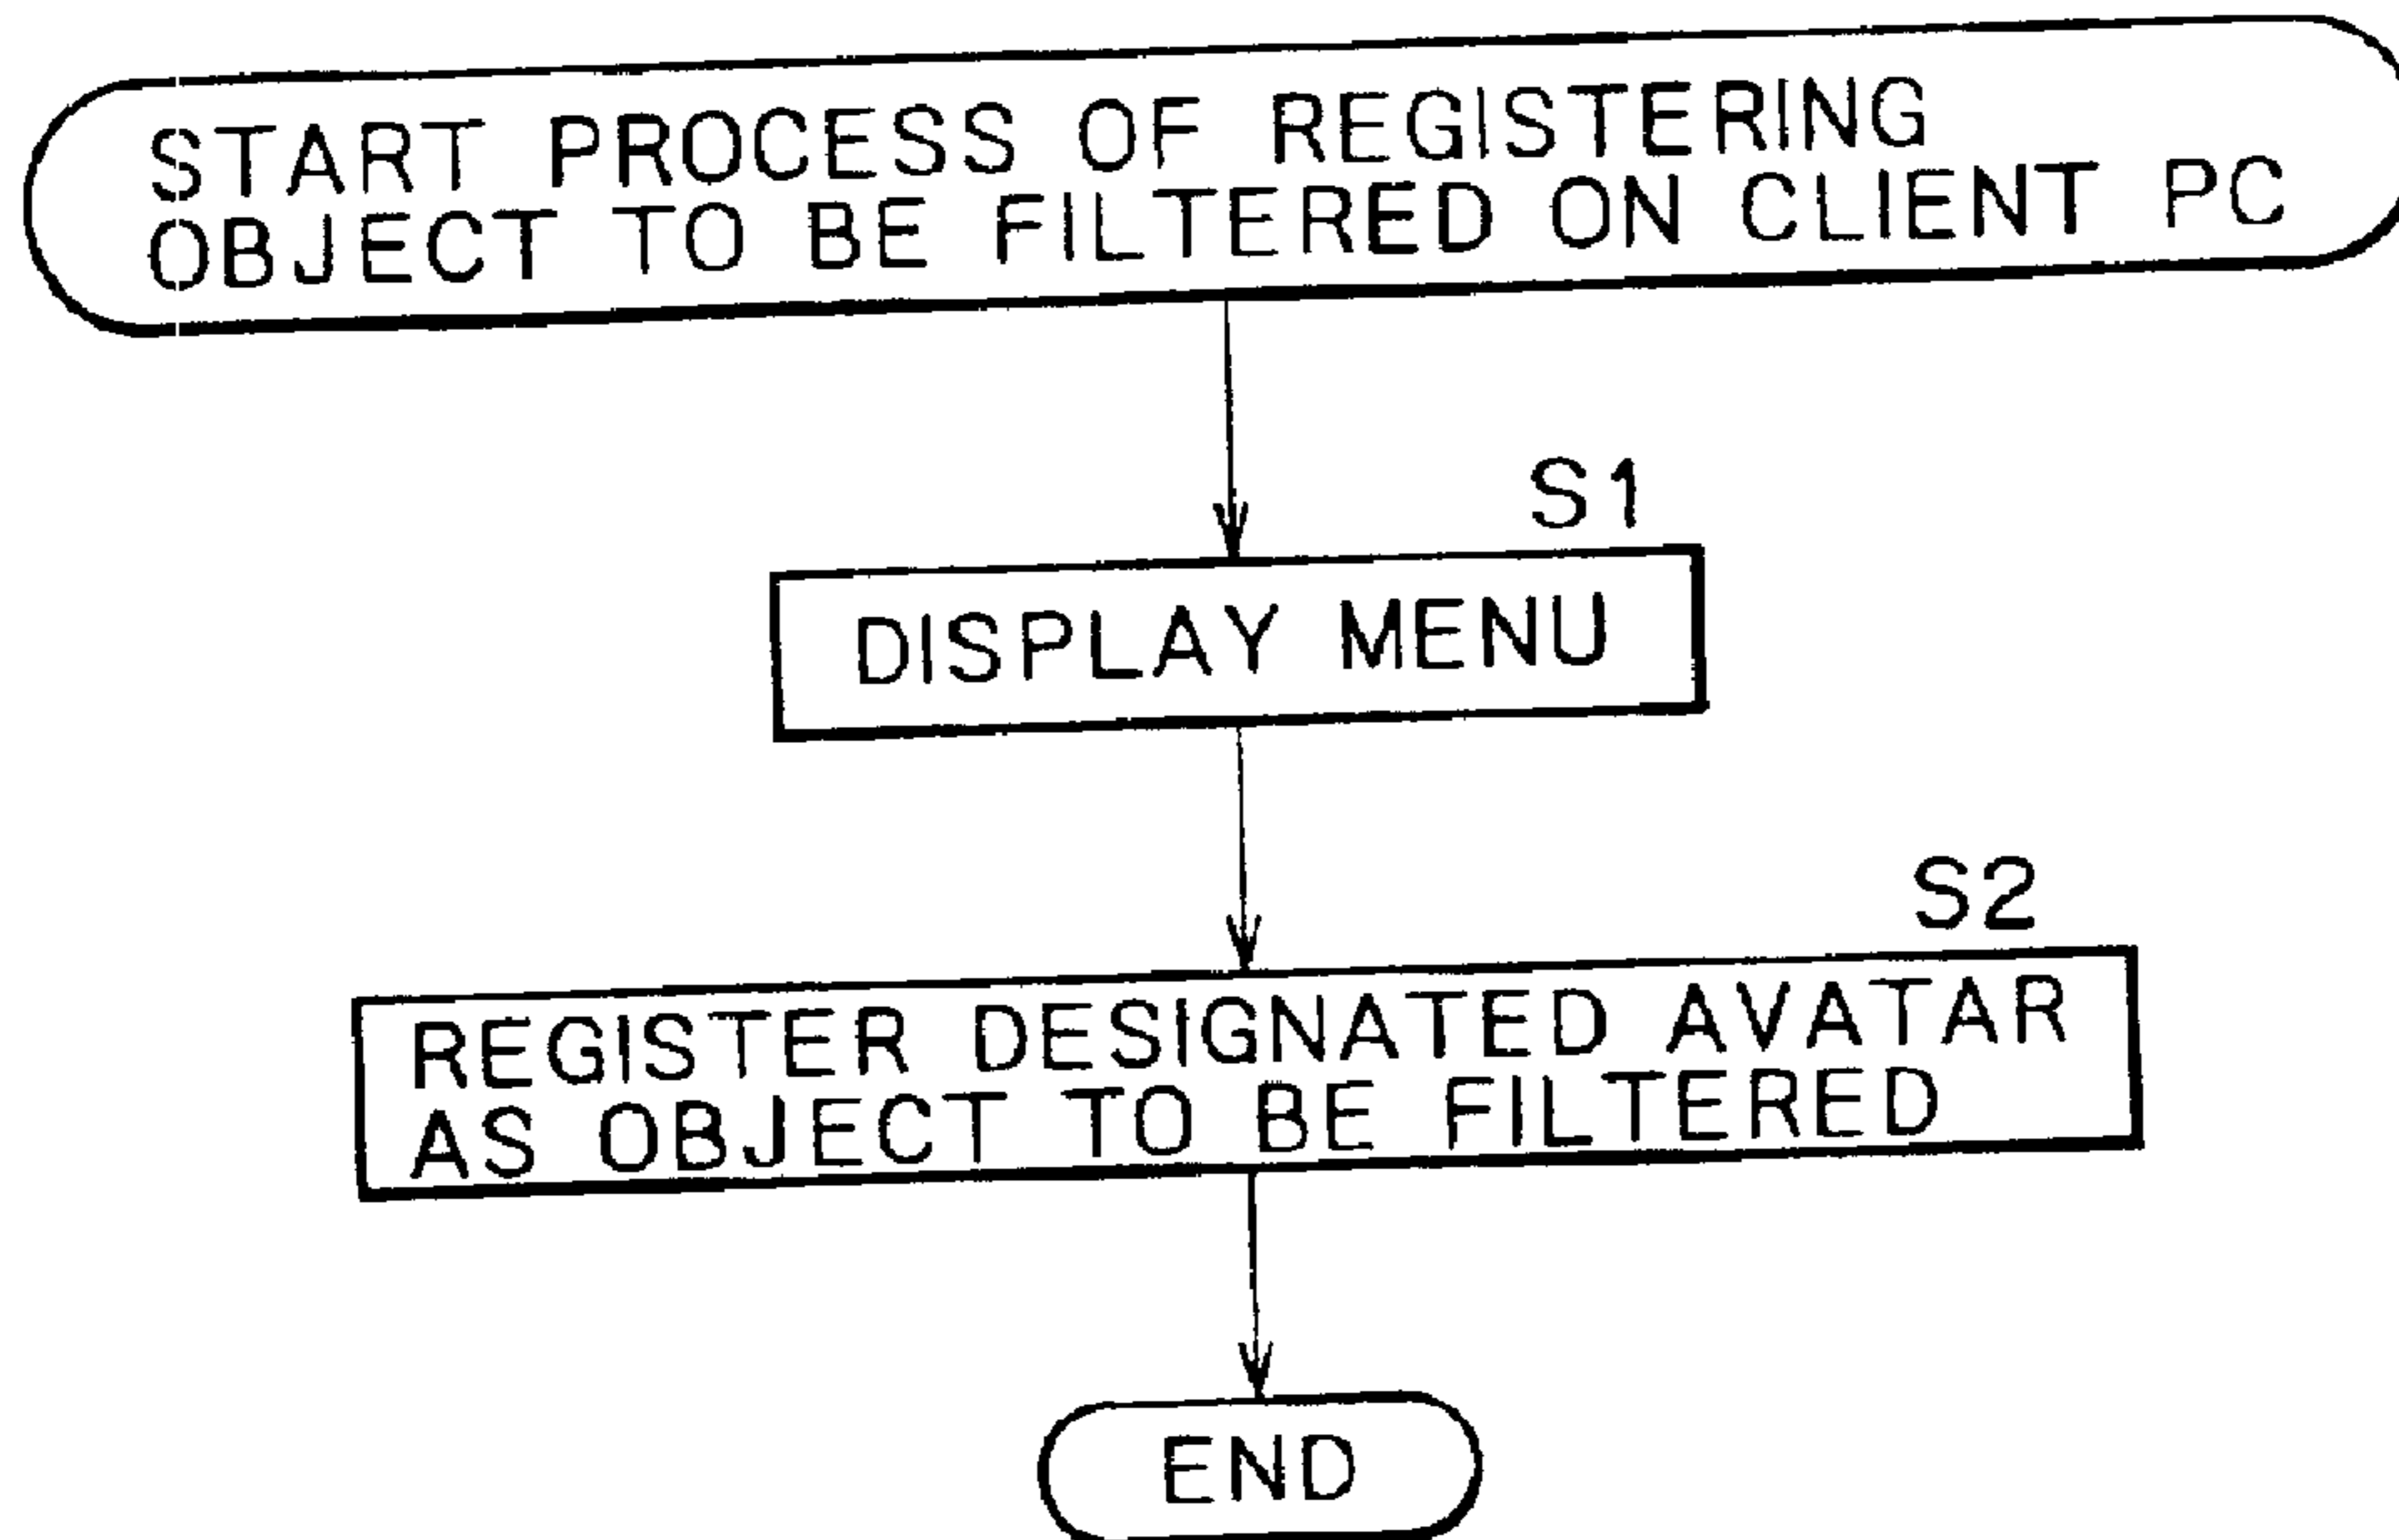 START PROCESS OF REGISTERING
OBJECT TO BE FILTERED ON CLIENT PC
S1
DISPLAY MENU
S2
REGISTER DESIGNATED AVATAR
AS OBJECT TO BE FILTERED
END